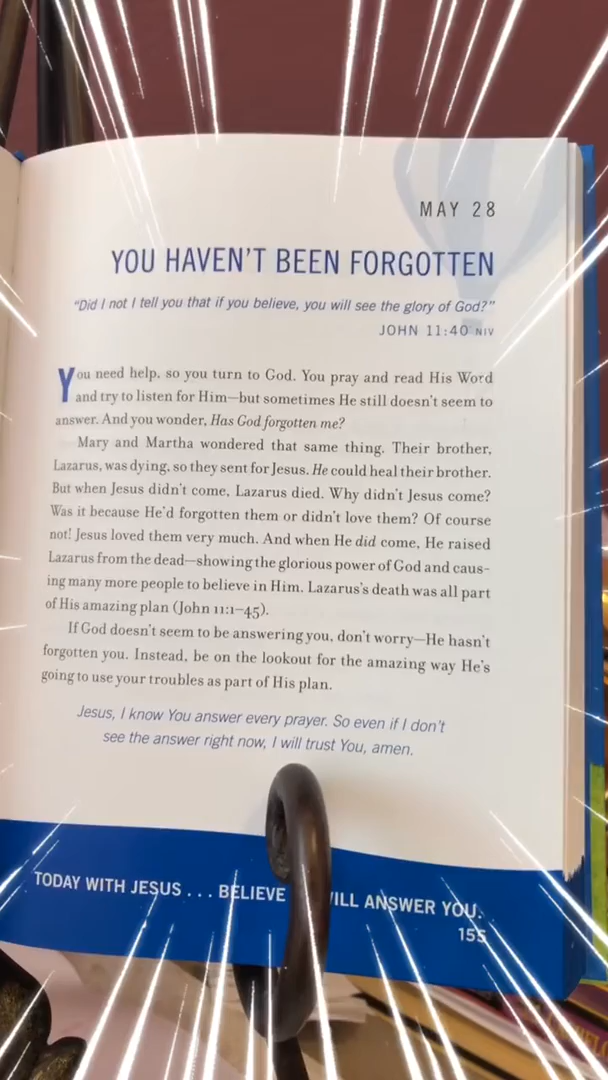 MAY 28
YOU HAVEN'T BEEN FORGOTTEN
"Did I not I tell you that if you believe, you will see the glory of God?"
JOHN 11:40 NIV
You need help, so you turn to God. You pray and read His Word
and try to listen for Him—but sometimes He still doesn't seem to
answer. And you wonder, Has God forgotten me?
Mary and Martha wondered that same thing. Their brother,
Lazarus, was dying, so they sent for Jesus. He could heal their brother.
But when Jesus didn't come, Lazarus died. Why didn't Jesus come?
Was it because He'd forgotten them or didn't love them? Of course
not! Jesus loved them very much. And when He did come, He raised
Lazarus from the dead—showing the glorious power of God and caus-
ing many more people to believe in Him. Lazarus's death was all part
of His amazing plan (John 11:1–45).
If God doesn't seem to be answering you, don't worry—He hasn't
forgotten you. Instead, be on the lookout for the amazing way He's
going to use your troubles as part of His plan.
Jesus, I know You answer every prayer. So even if I don't
see the answer right now, I will trust You, amen.
TODAY WITH JESUS . . . BELIEVE ILL ANSWER YOU.
155